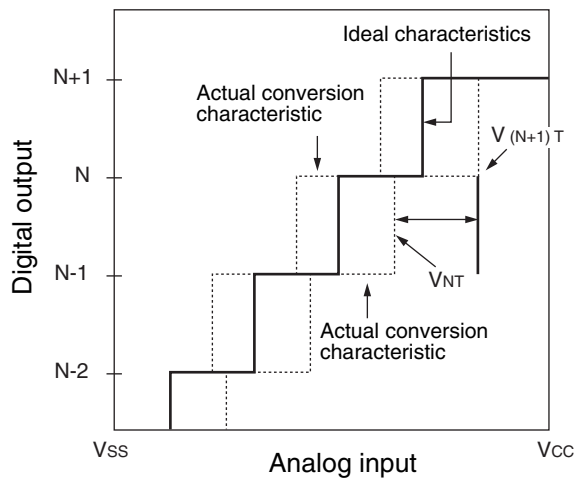 Ideal characteristics
N+1
Actual conversion
characteristic
V (N+1) T
N
Digital output
N-1
VNT
Actual conversion
characteristic
N-2
VSS
VCC
Analog input